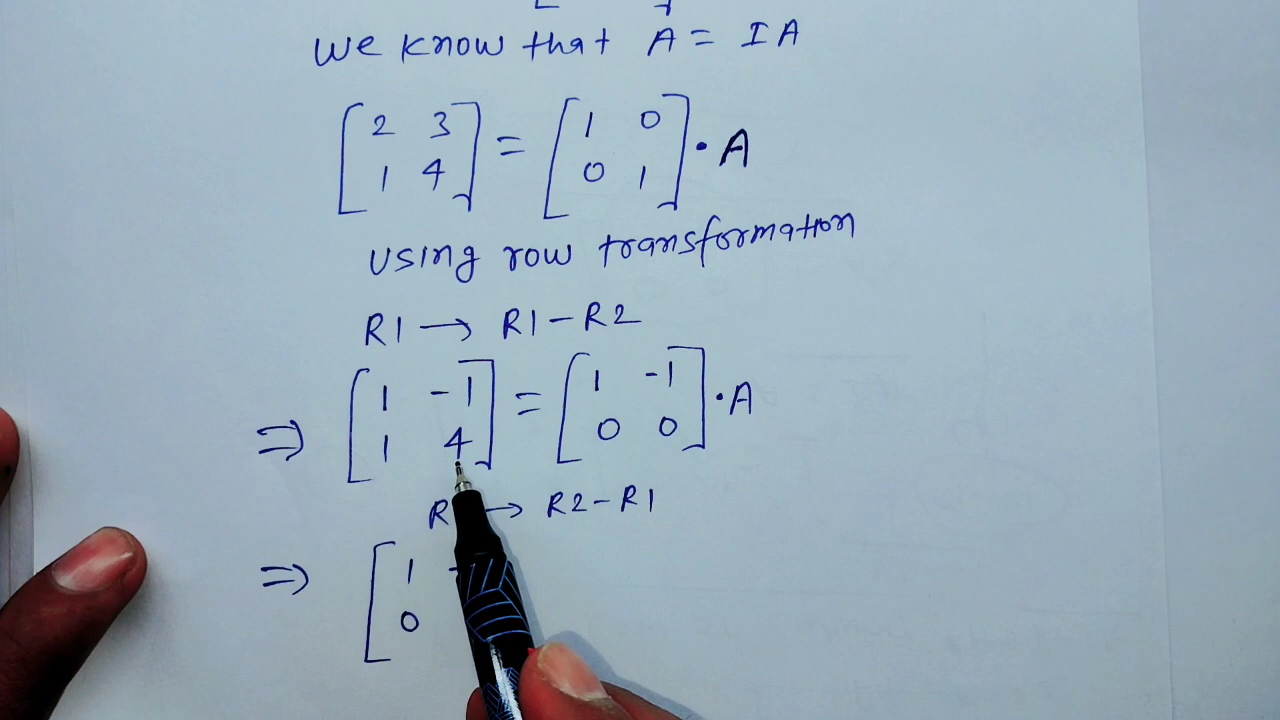 We know that A = IA
[2 3
1 4] = [1 0
0 1] · A
using row transformation
R1 → R1 – R2
⇒ [1 -1
1 4] = [1 -1
0 0] · A
R → R2 – R1
⇒ [1 -
0